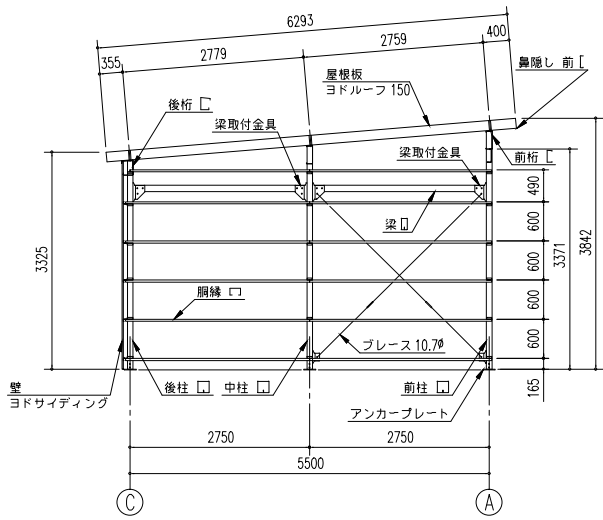 6293
355
2779
2759
400
屋根板
ヨドルーフ 150
鼻隠し 前
後桁
梁取付金具
梁取付金具
前桁
梁
490
600
600
600
600
165
3325
3371
3842
胴縁
ブレース 10.7φ
壁
ヨドサイディング
後柱
中柱
前柱
アンカープレート
2750
2750
5500
C
A